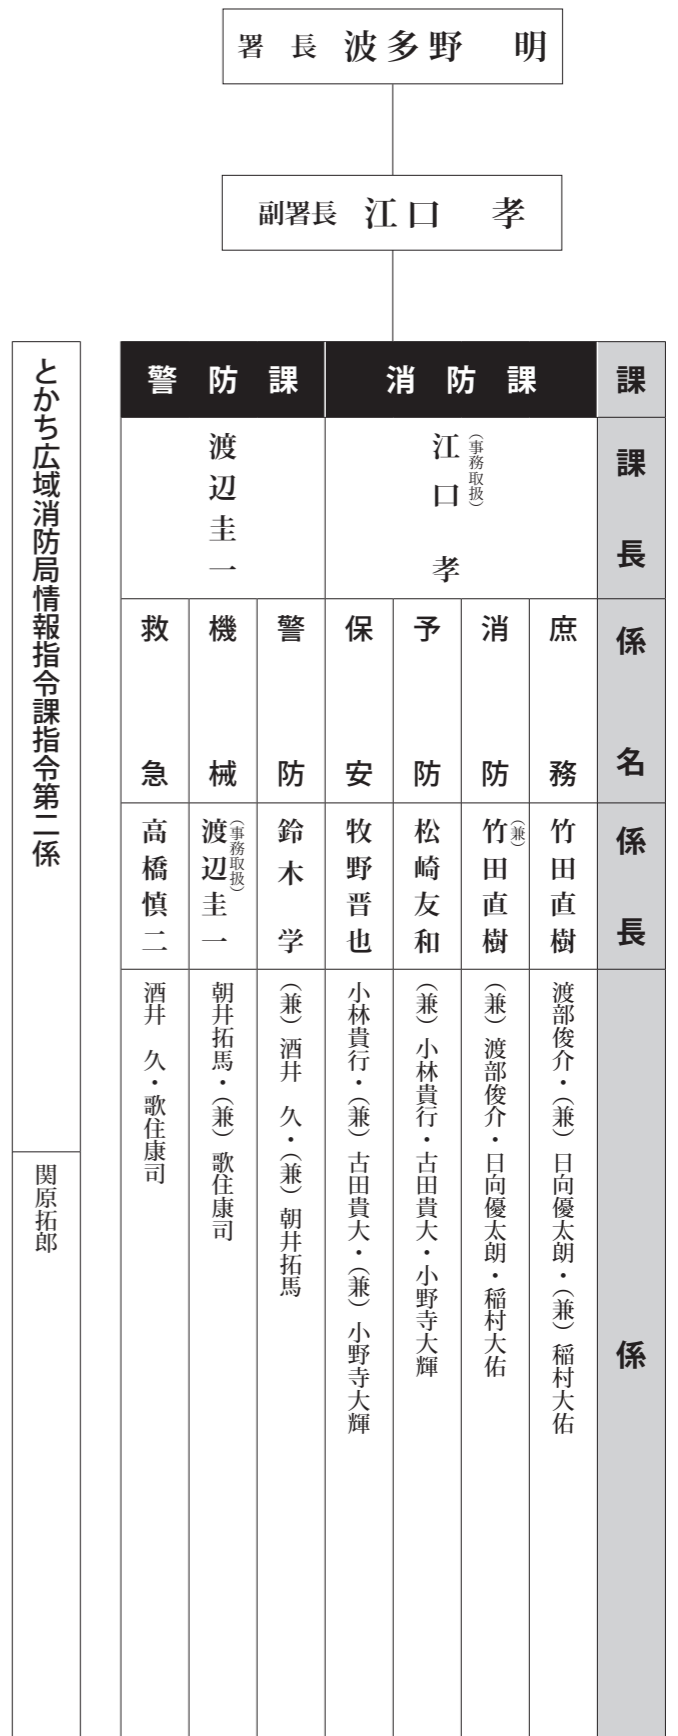 署長 波多野 明
副署長 江口 孝
課
課長
係名
係長
係
消防課
(事務取扱)
江口 孝
庶務
竹田直樹
渡部俊介・(兼)日向優太朗・(兼)稲村大佑
消防
(兼)
竹田直樹
(兼)渡部俊介・日向優太朗・稲村大佑
予防
松崎友和
(兼)小林貴行・古田貴大・小野寺大輝
保安
牧野晋也
小林貴行・(兼)古田貴大・(兼)小野寺大輝
警防課
渡辺圭一
警防
鈴木 学
(兼)酒井 久・(兼)朝井拓馬
機械
(事務取扱)
渡辺圭一
朝井拓馬・(兼)歌住康司
救急
高橋慎二
酒井 久・歌住康司
とかち広域消防局情報指令課指令第二係
関原拓郎